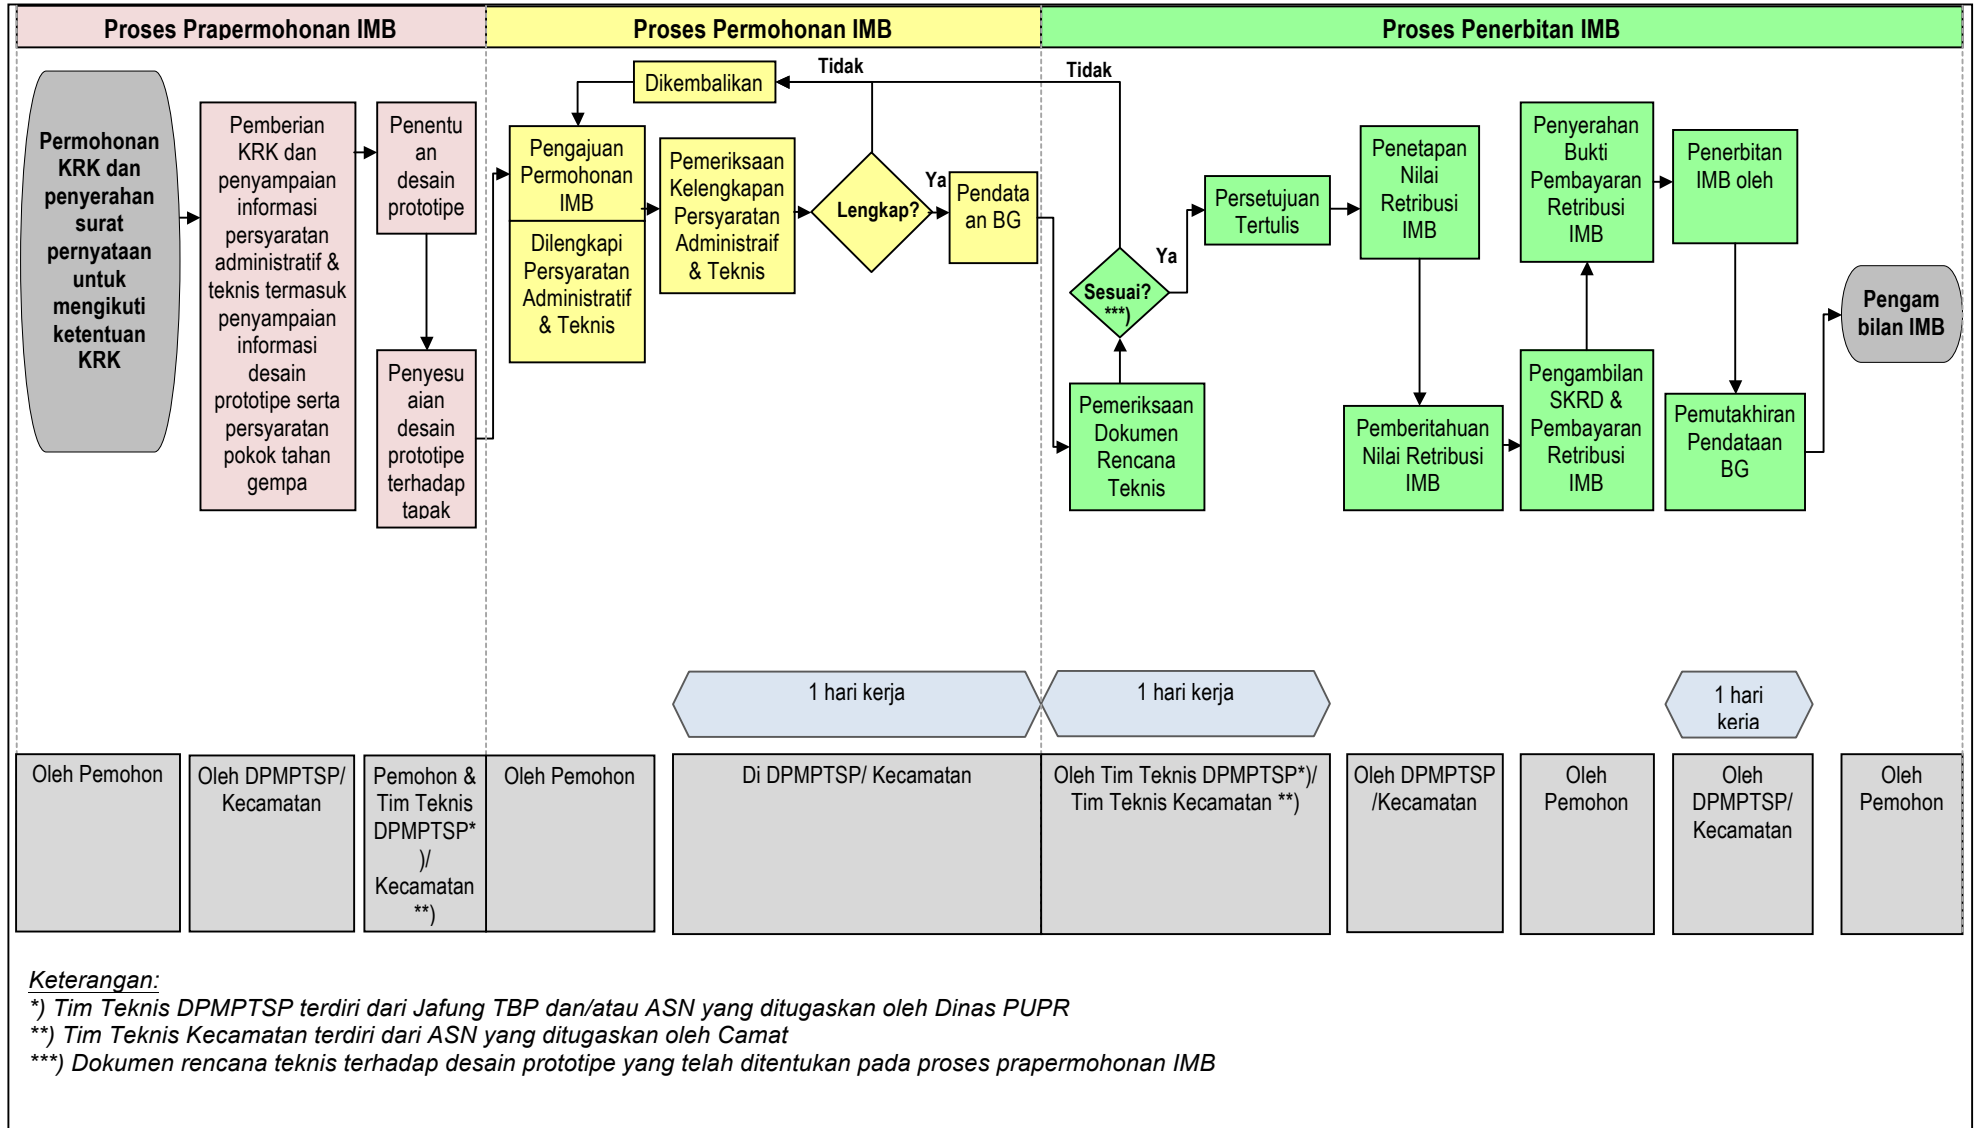 Proses Prapermohonan IMB
Proses Permohonan IMB
Proses Penerbitan IMB
Permohonan
KRK dan
penyerahan
surat
pernyataan
untuk
mengikuti
ketentuan
KRK
Pemberian
KRK dan
penyampaian
informasi
persyaratan
administratif &
teknis termasuk
penyampaian
informasi
desain
prototipe serta
persyaratan
pokok tahan
gempa
Penentu
an
desain
prototipe
Penyesu
aian
desain
prototipe
terhadap
tapak
Dikembalikan
Tidak
Pengajuan
Permohonan
IMB
Dilengkapi
Persyaratan
Administratif
& Teknis
Pemeriksaan
Kelengkapan
Persyaratan
Administraif
& Teknis
Lengkap?
Ya
Pendata
an BG
Tidak
Sesuai?
***)
Ya
Pemeriksaan
Dokumen
Rencana
Teknis
Persetujuan
Tertulis
Penetapan
Nilai
Retribusi
IMB
Pemberitahuan
Nilai Retribusi
IMB
Penyerahan
Bukti
Pembayaran
Retribusi
IMB
Pengambilan
SKRD &
Pembayaran
Retribusi
IMB
Penerbitan
IMB oleh
Pemutakhiran
Pendataan
BG
Pengam
bilan IMB
1 hari kerja
1 hari kerja
1 hari
kerja
Oleh Pemohon
Oleh DPMPTSP/
Kecamatan
Pemohon &
Tim Teknis
DPMPTSP*
)/
Kecamatan
**)
Oleh Pemohon
Di DPMPTSP/ Kecamatan
Oleh Tim Teknis DPMPTSP*)/
Tim Teknis Kecamatan **)
Oleh DPMPTSP
/Kecamatan
Oleh
Pemohon
Oleh
DPMPTSP/
Kecamatan
Oleh
Pemohon
Keterangan:
*) Tim Teknis DPMPTSP terdiri dari Jafung TBP dan/atau ASN yang ditugaskan oleh Dinas PUPR
**) Tim Teknis Kecamatan terdiri dari ASN yang ditugaskan oleh Camat
***) Dokumen rencana teknis terhadap desain prototipe yang telah ditentukan pada proses prapermohonan IMB